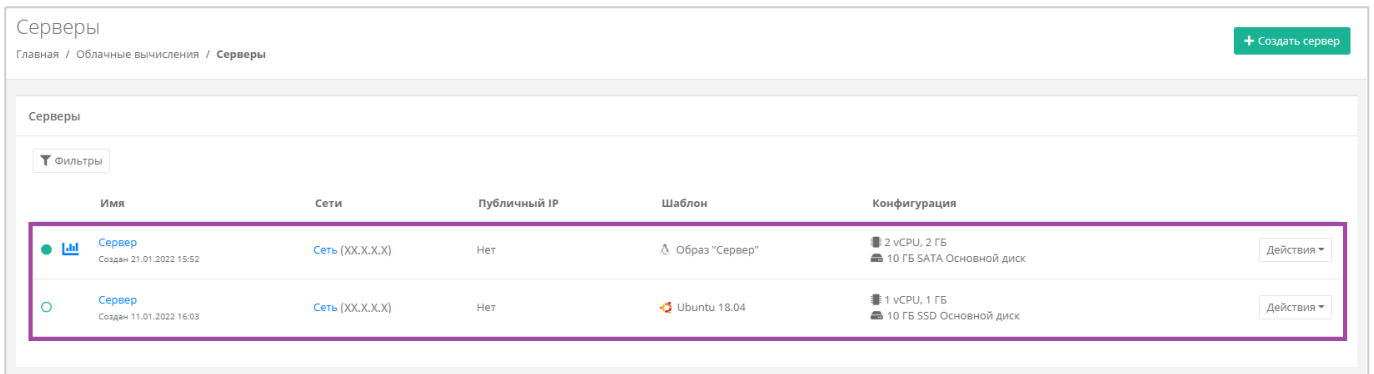 Серверы
Главная / Облачные вычисления / Серверы
+ Создать сервер
Серверы
Фильтры
Имя Сети Публичный IP Шаблон Конфигурация
Сервер
Создан 21.01.2022 15:52
Сеть (XX.X.X.X)
Нет
Образ "Сервер"
2 vCPU, 2 ГБ
10 ГБ SATA Основной диск
Действия
Сервер
Создан 11.01.2022 16:03
Сеть (XX.X.X.X)
Нет
Ubuntu 18.04
1 vCPU, 1 ГБ
10 ГБ SSD Основной диск
Действия